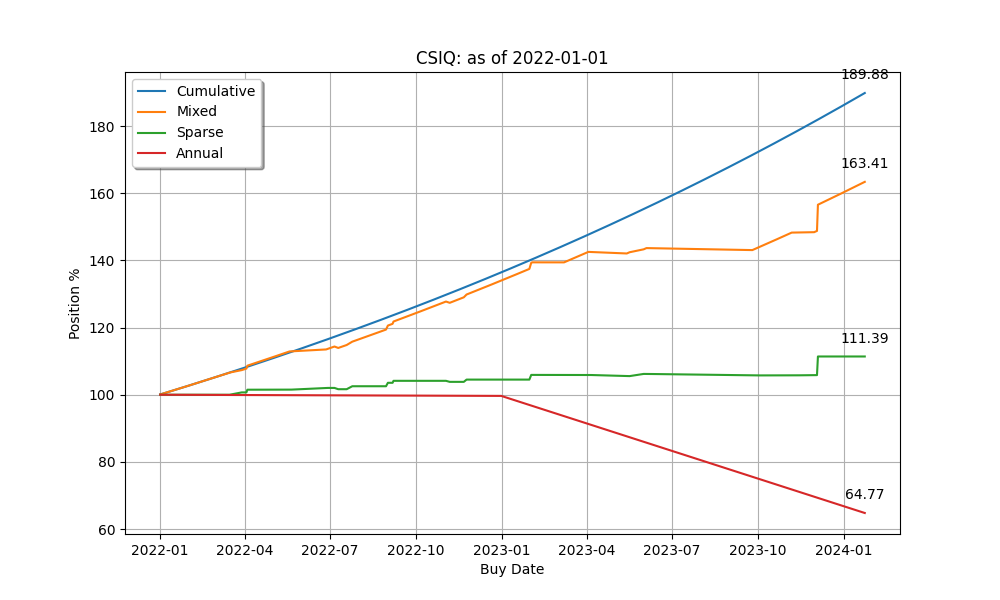 CSIQ: as of 2022-01-01
189.88
Cumulative
Mixed
Sparse
Annual
163.41
111.39
64.77
180
160
140
120
100
80
60
Position %
2022-01 2022-04 2022-07 2022-10 2023-01 2023-04 2023-07 2023-10 2024-01
Buy Date